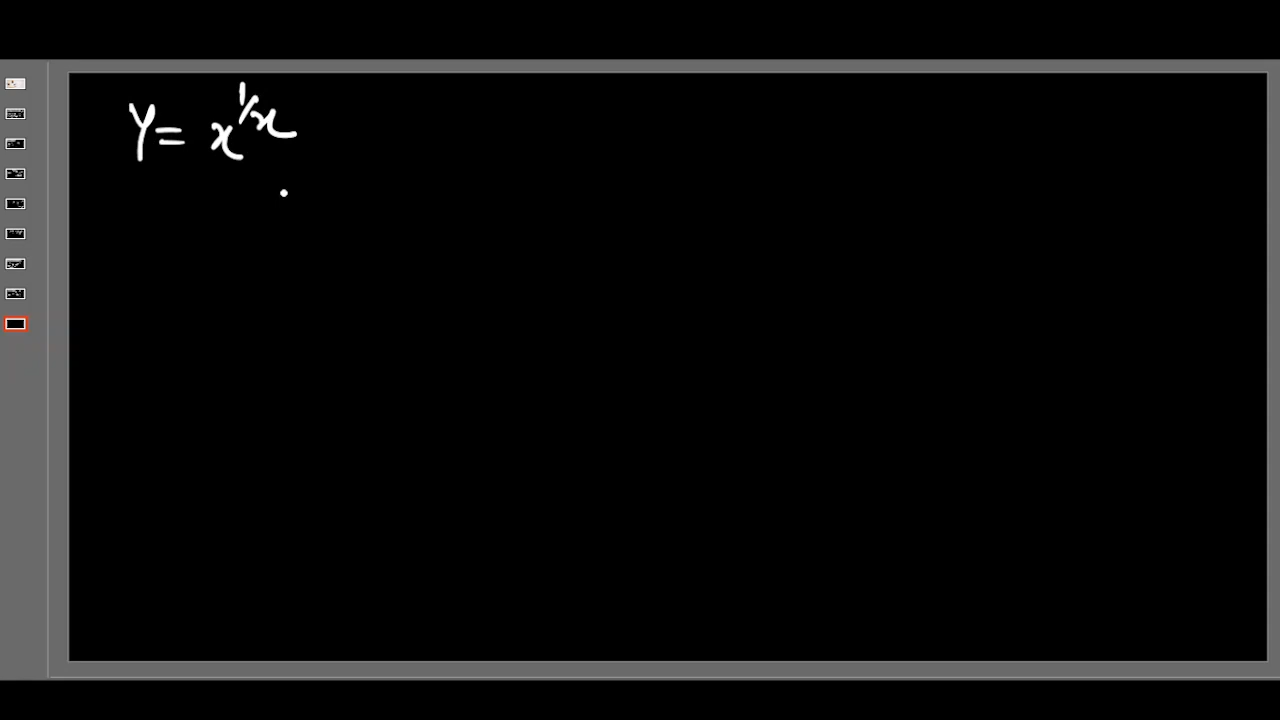 y = x^{1/x}